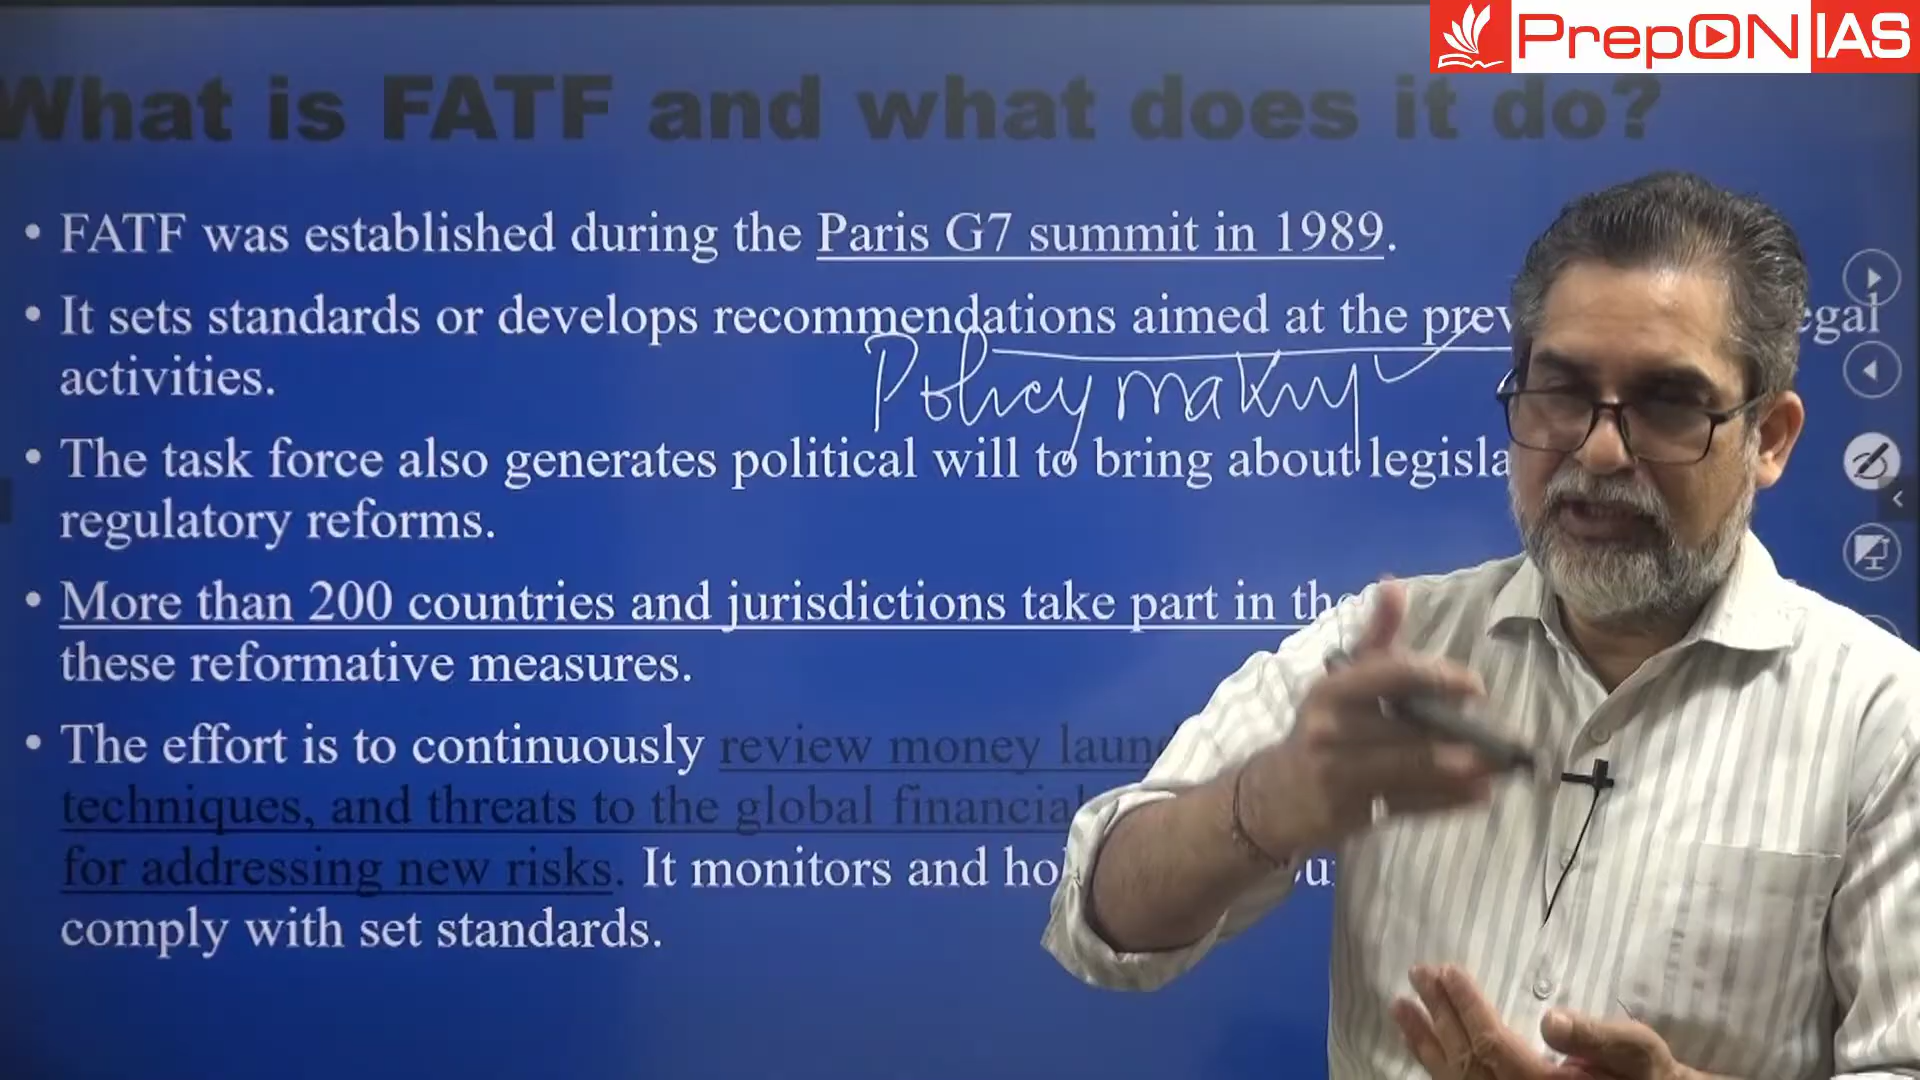 PrepON IAS
What is FATF and what does it do?
• FATF was established during the Paris G7 summit in 1989.
• It sets standards or develops recommendations aimed at the prev egal
activities.
Policy making
• The task force also generates political will to bring about legisla
regulatory reforms.
• More than 200 countries and jurisdictions take part in the
these reformative measures.
• The effort is to continuously review money laun
techniques, and threats to the global financial
for addressing new risks. It monitors and ho ou
comply with set standards.